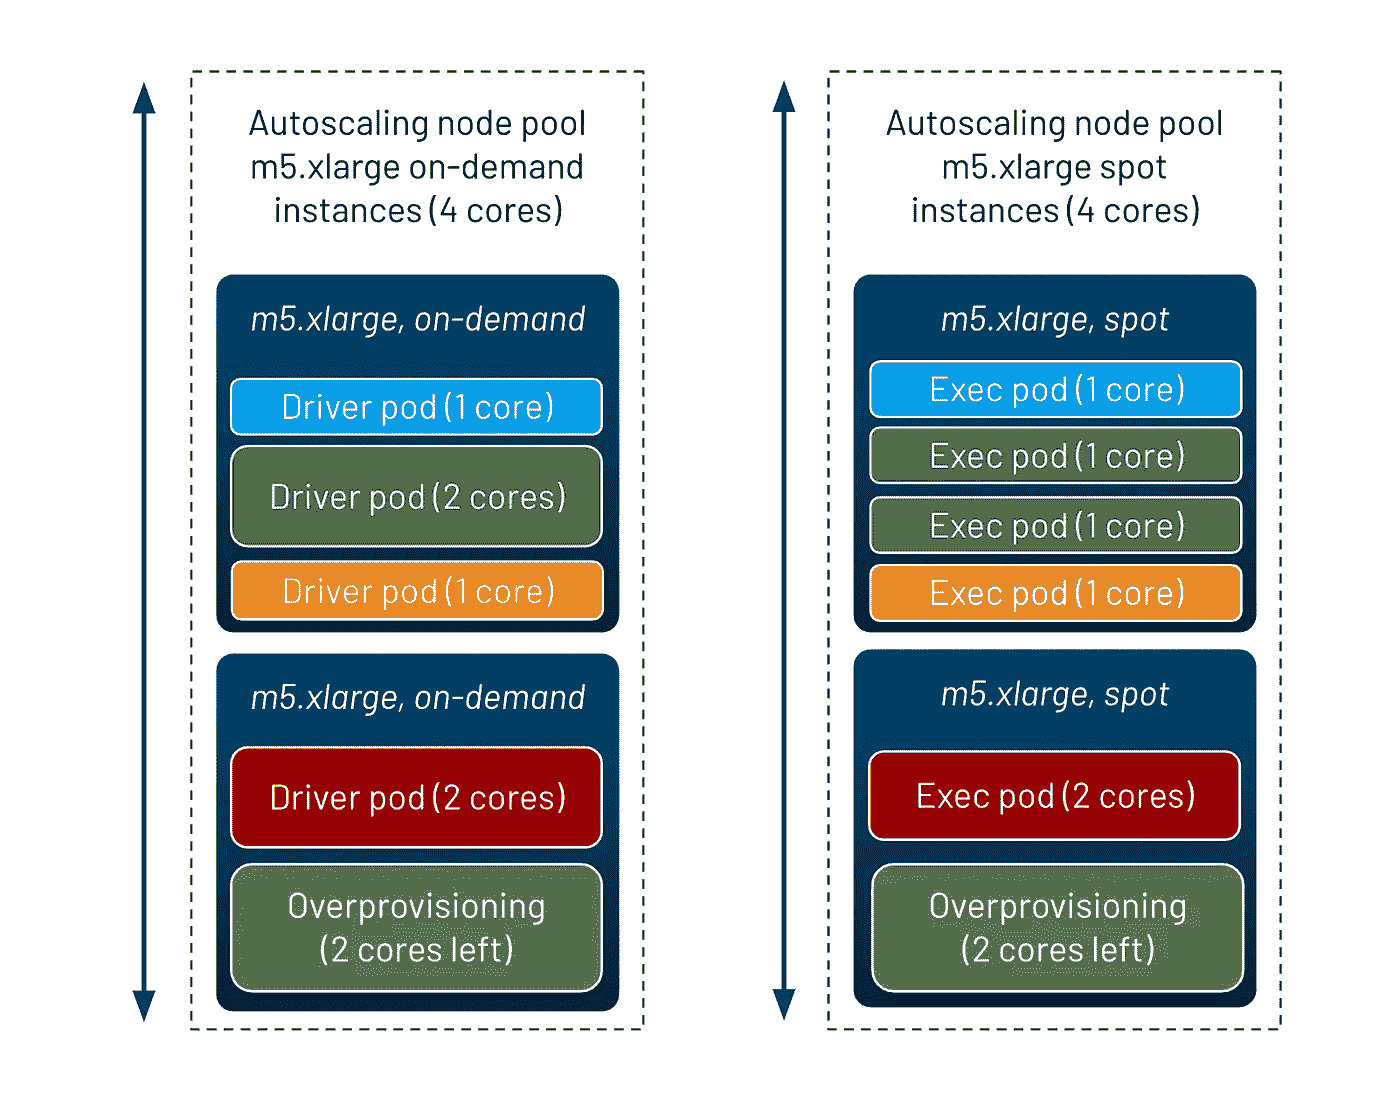 Autoscaling node pool
m5.xlarge on-demand
instances (4 cores)
m5.xlarge, on-demand
Driver pod (1 core)
Driver pod (2 cores)
Driver pod (1 core)
m5.xlarge, on-demand
Driver pod (2 cores)
Overprovisioning
(2 cores left)
Autoscaling node pool
m5.xlarge spot
instances (4 cores)
m5.xlarge, spot
Exec pod (1 core)
Exec pod (1 core)
Exec pod (1 core)
Exec pod (1 core)
m5.xlarge, spot
Exec pod (2 cores)
Overprovisioning
(2 cores left)